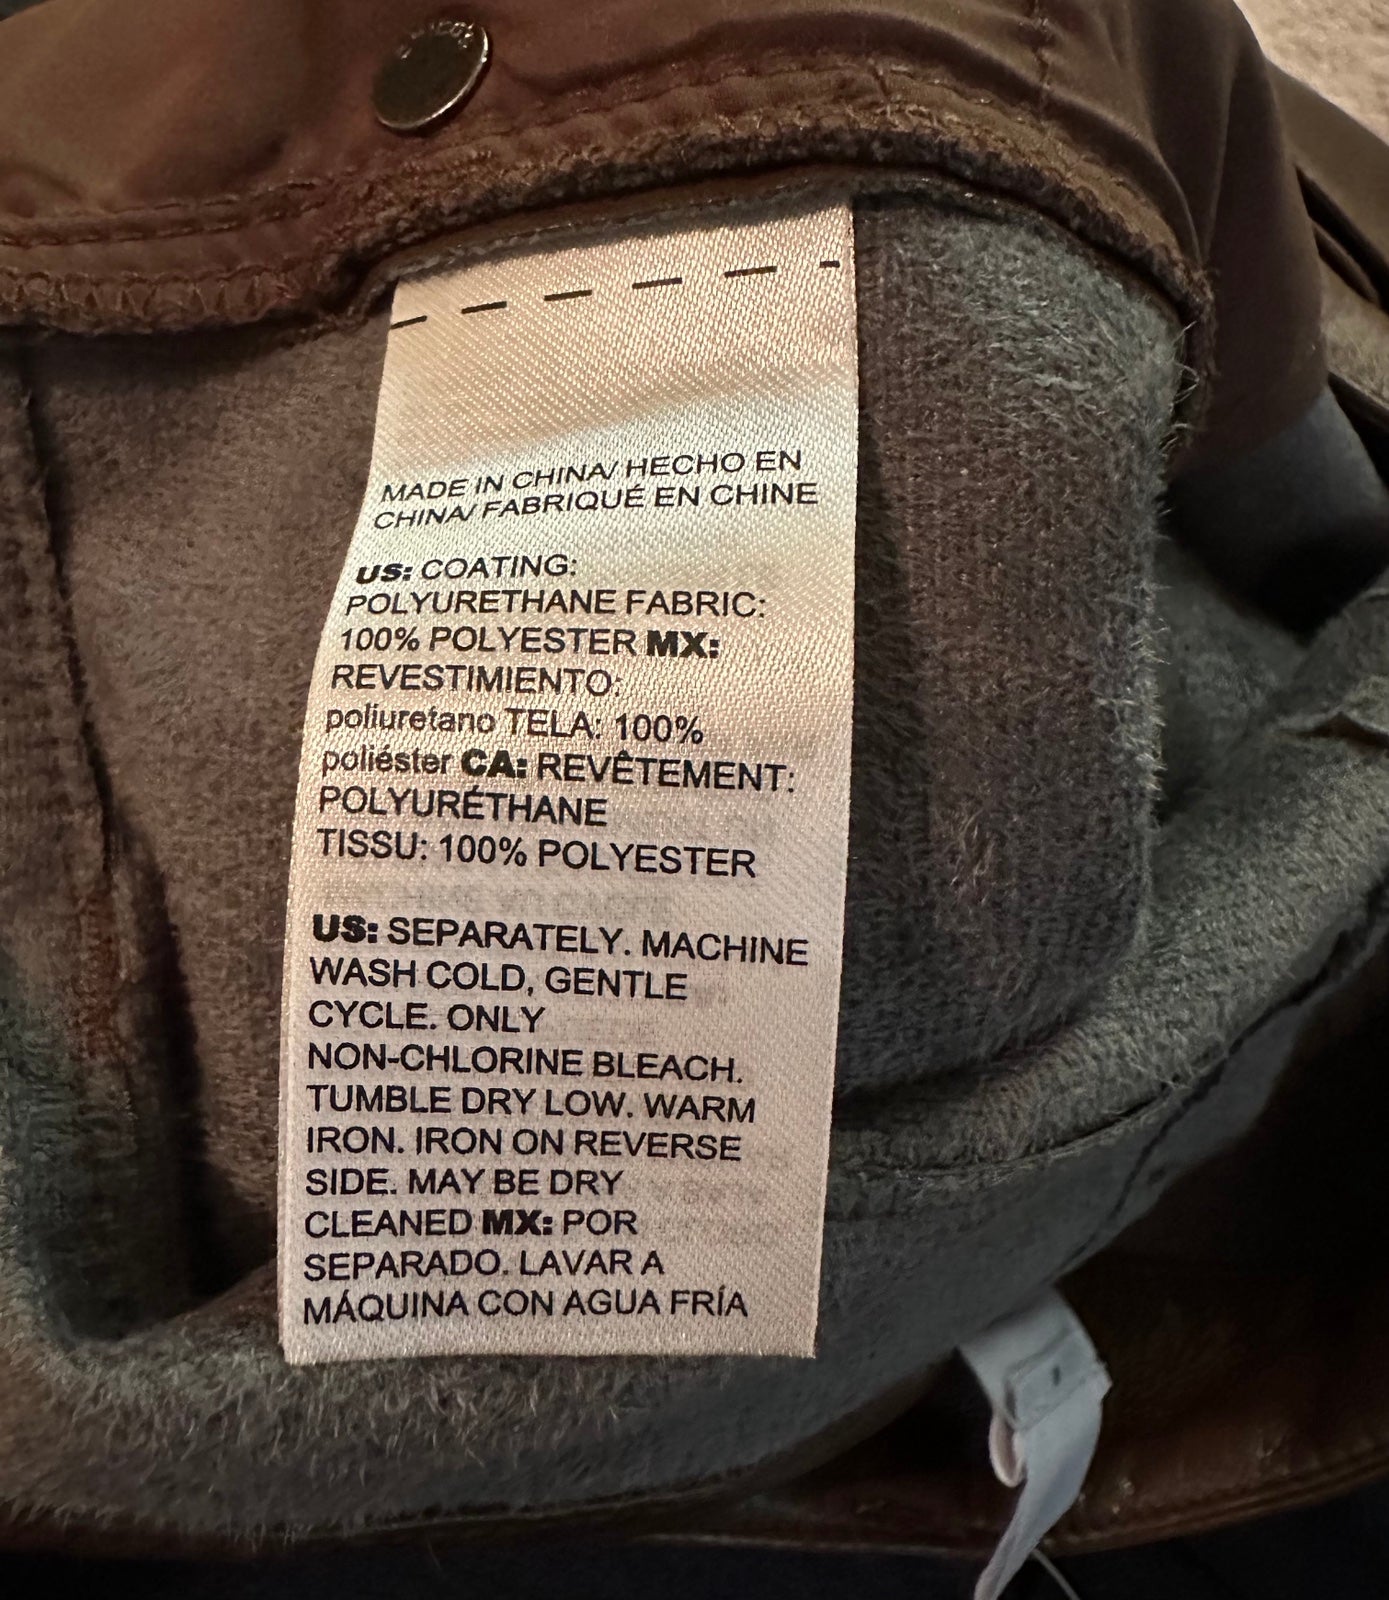 MADE IN CHINA/ HECHO EN
CHINA/ FABRIQUÉ EN CHINE
US: COATING:
POLYURETHANE FABRIC:
100% POLYESTER MX:
REVESTIMIENTO:
poliuretano TELA: 100%
poliéster CA: REVÊTEMENT:
POLYURÉTHANE
TISSU: 100% POLYESTER
US: SEPARATELY. MACHINE
WASH COLD, GENTLE
CYCLE. ONLY
NON-CHLORINE BLEACH.
TUMBLE DRY LOW. WARM
IRON. IRON ON REVERSE
SIDE. MAY BE DRY
CLEANED MX: POR
SEPARADO. LAVAR A
MÁQUINA CON AGUA FRÍA